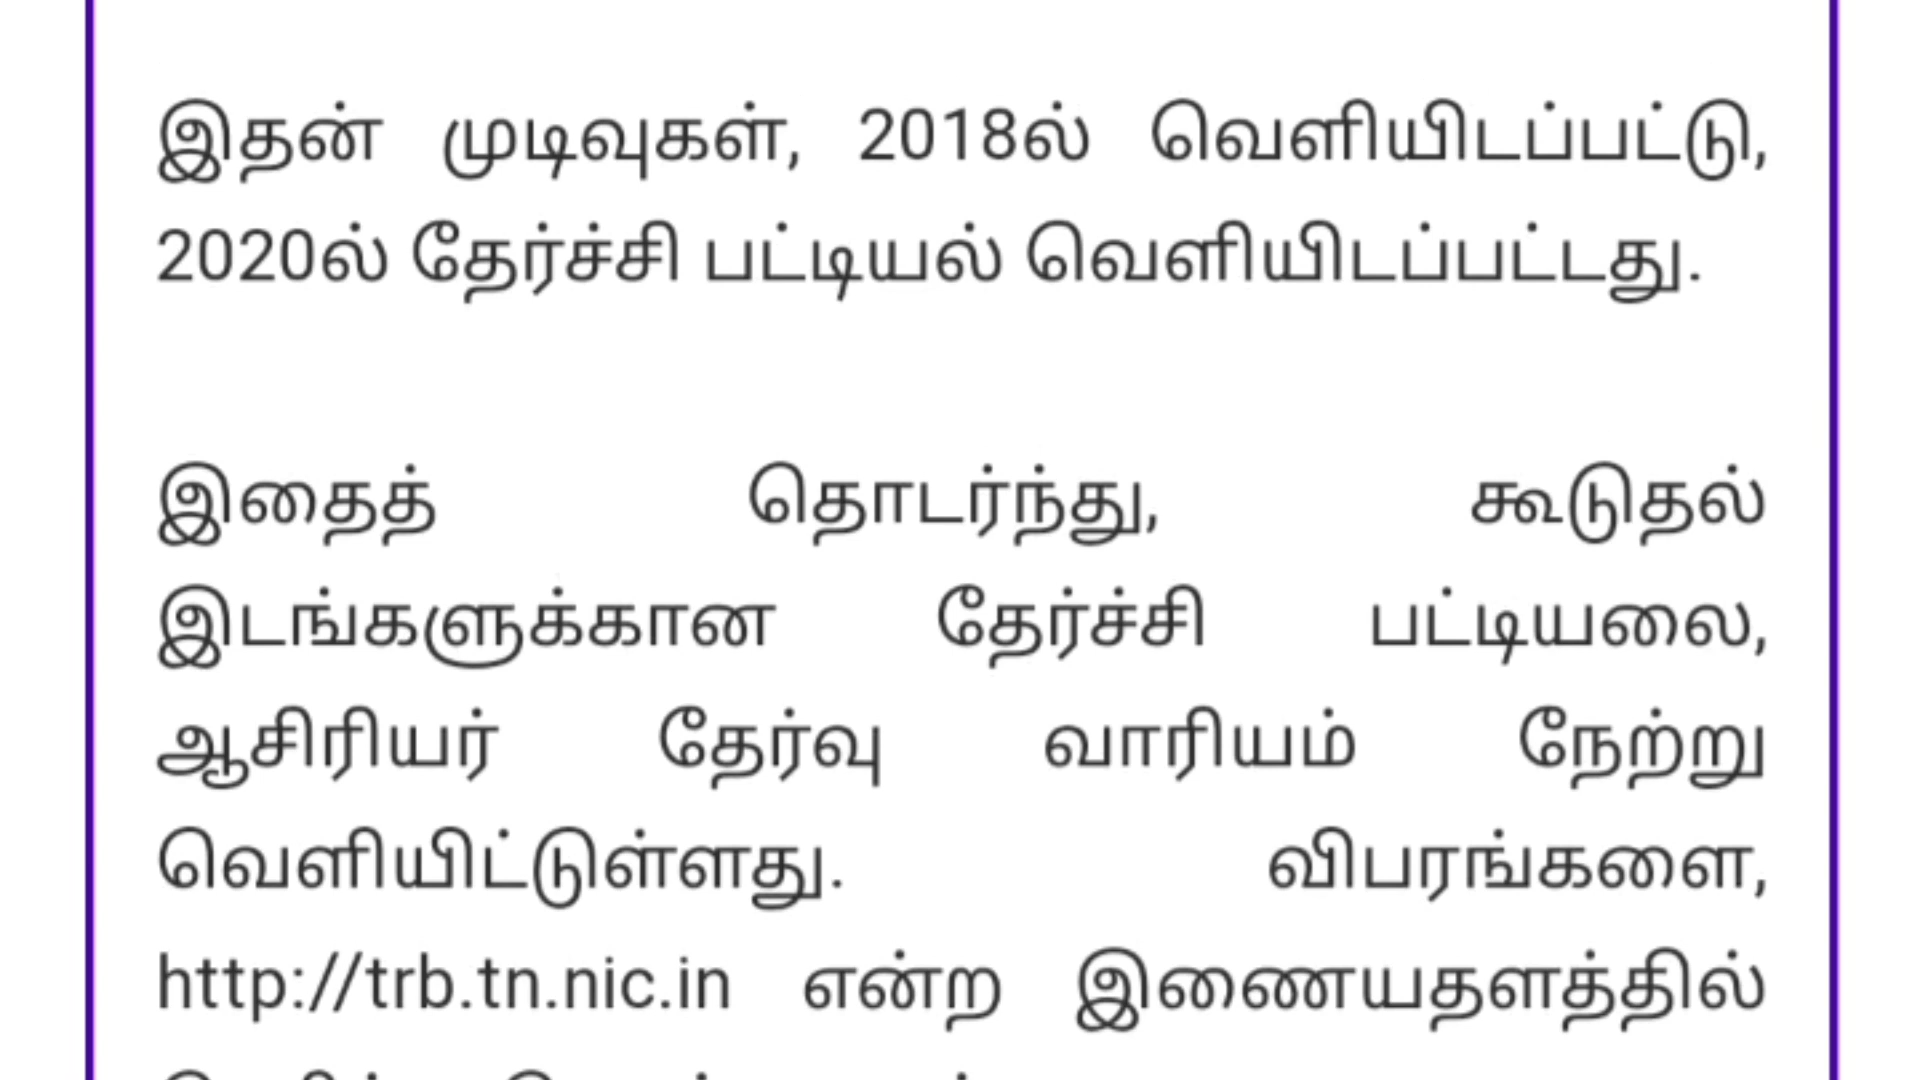 இதன் முடிவுகள், 2018ல் வெளியிடப்பட்டு,
2020ல் தேர்ச்சி பட்டியல் வெளியிடப்பட்டது.
இதைத் தொடர்ந்து, கூடுதல்
இடங்களுக்கான தேர்ச்சி பட்டியலை,
ஆசிரியர் தேர்வு வாரியம் நேற்று
வெளியிட்டுள்ளது. விபரங்களை,
http://trb.tn.nic.in என்ற இணையதளத்தில்